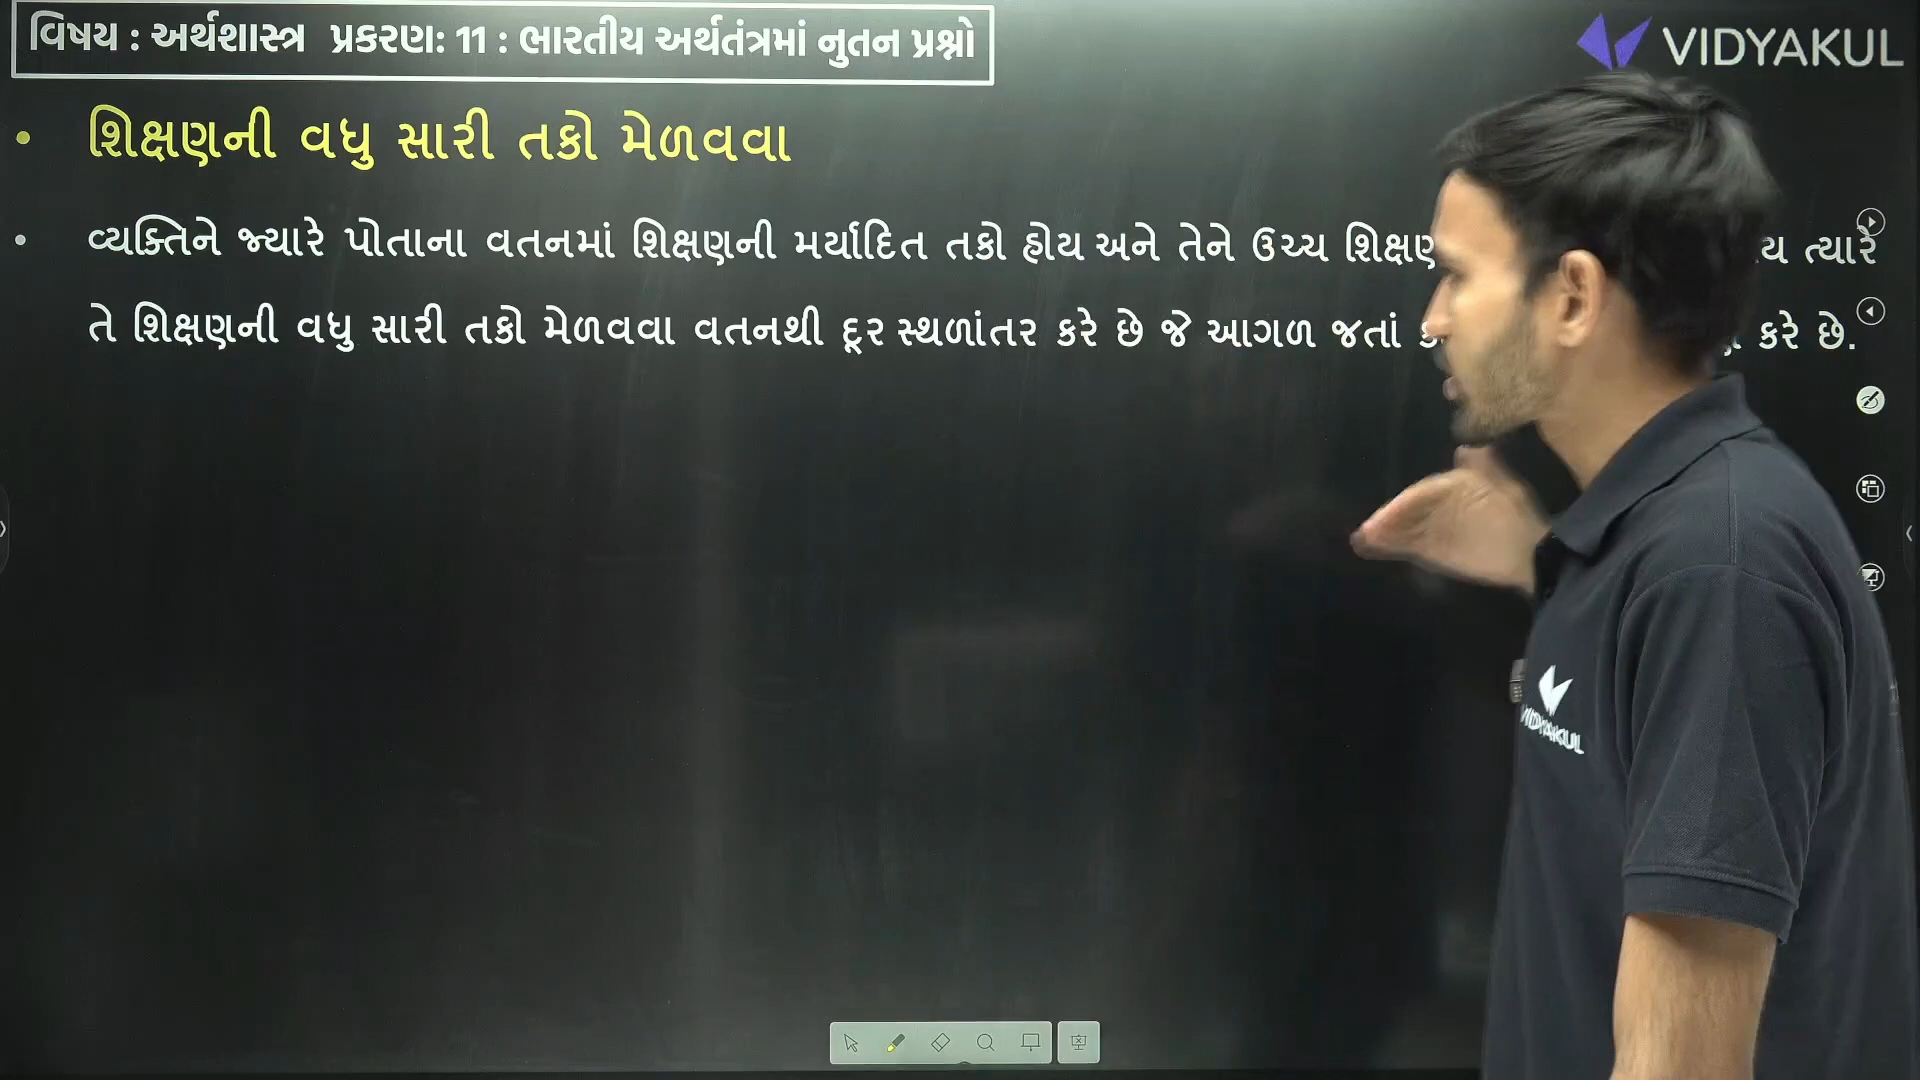 વિષય : અર્થશાસ્ત્ર પ્રકરણ: 11 : ભારતીય અર્થતંત્રમાં નુતન પ્રશ્નો
VIDYAKUL
• શિક્ષણની વધુ સારી તકો મેળવવા
• વ્યક્તિને જ્યારે પોતાના વતનમાં શિક્ષણની મર્યાદિત તકો હોય અને તેને ઉચ્ચ ત્યારે
તે શિક્ષણની વધુ સારી તકો મેળવવા વતનથી દૂર સ્થળાંતર કરે છે જે આગળ જતાં કરે છે.
VIDYAKUL